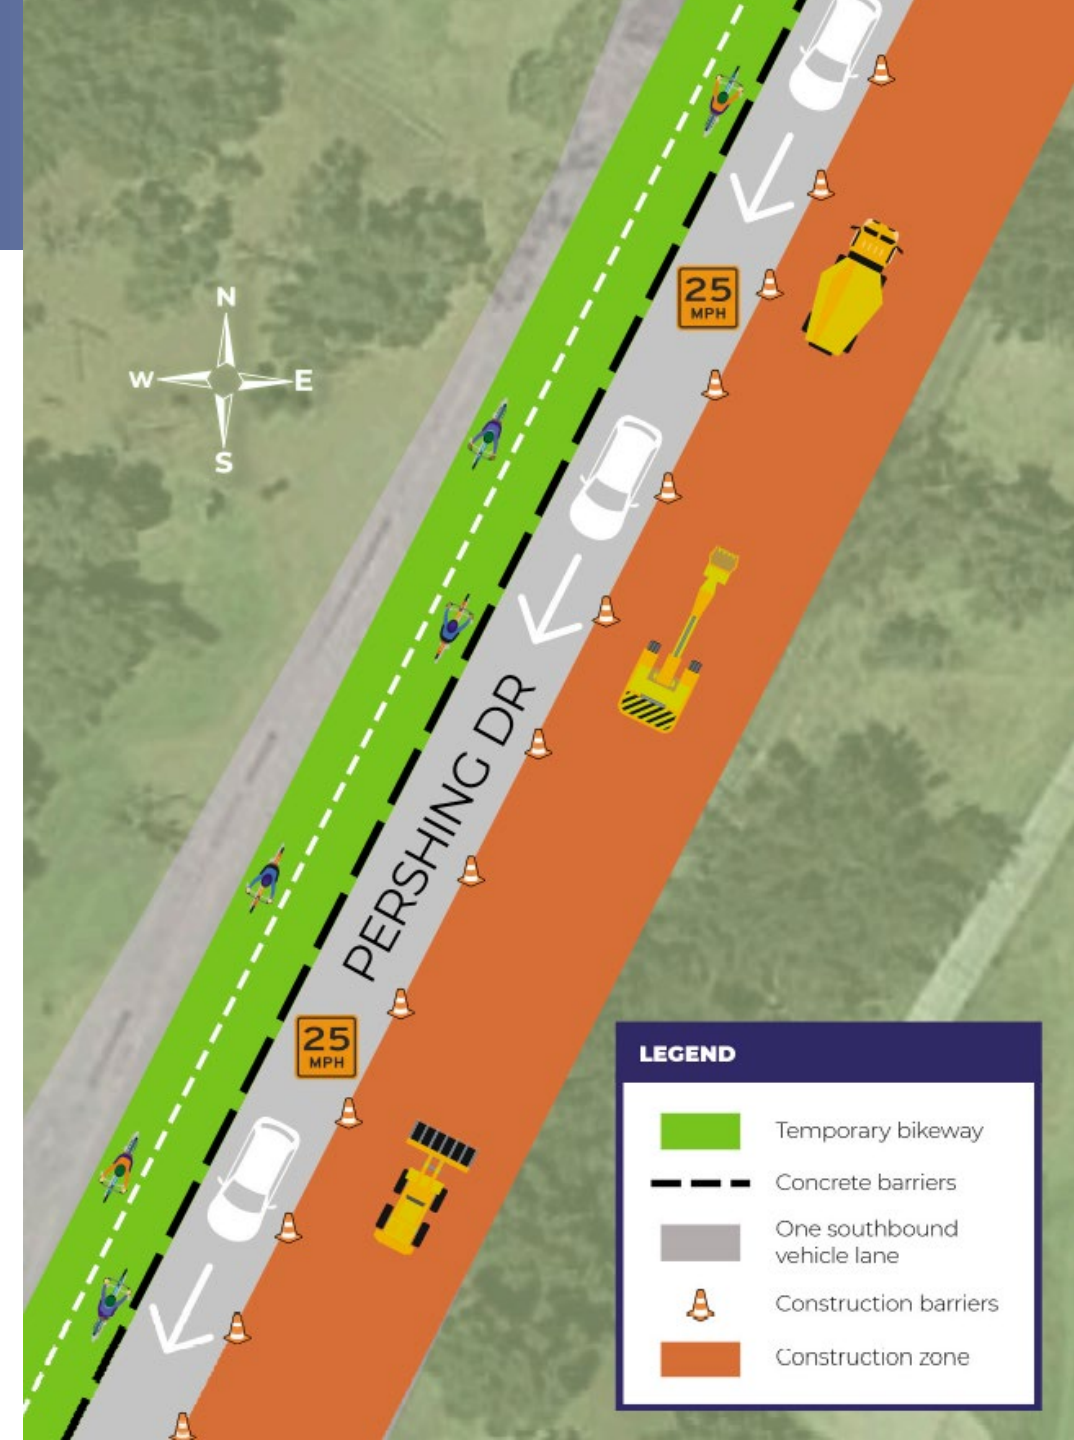 N
W E
S
25
MPH
PERSHING DR
25
MPH
LEGEND
Temporary bikeway
Concrete barriers
One southbound
vehicle lane
Construction barriers
Construction zone